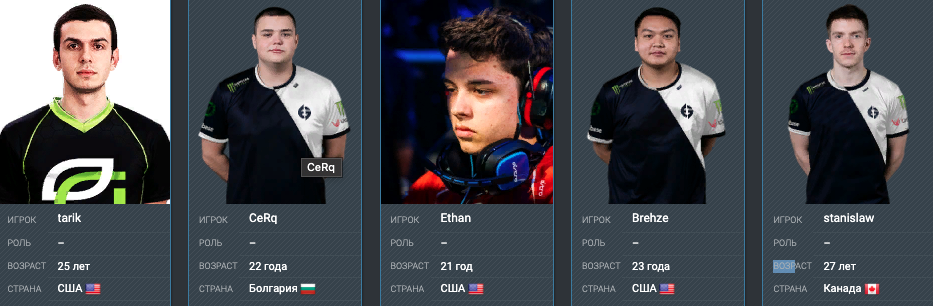 CeRq
ИГРОК tarik
РОЛЬ –
ВОЗРАСТ 25 лет
СТРАНА США
ИГРОК CeRq
РОЛЬ –
ВОЗРАСТ 22 года
СТРАНА Болгария
ИГРОК Ethan
РОЛЬ –
ВОЗРАСТ 21 год
СТРАНА США
ИГРОК Brehze
РОЛЬ –
ВОЗРАСТ 23 года
СТРАНА США
ИГРОК stanislaw
РОЛЬ –
ВОЗРАСТ 27 лет
СТРАНА Канада